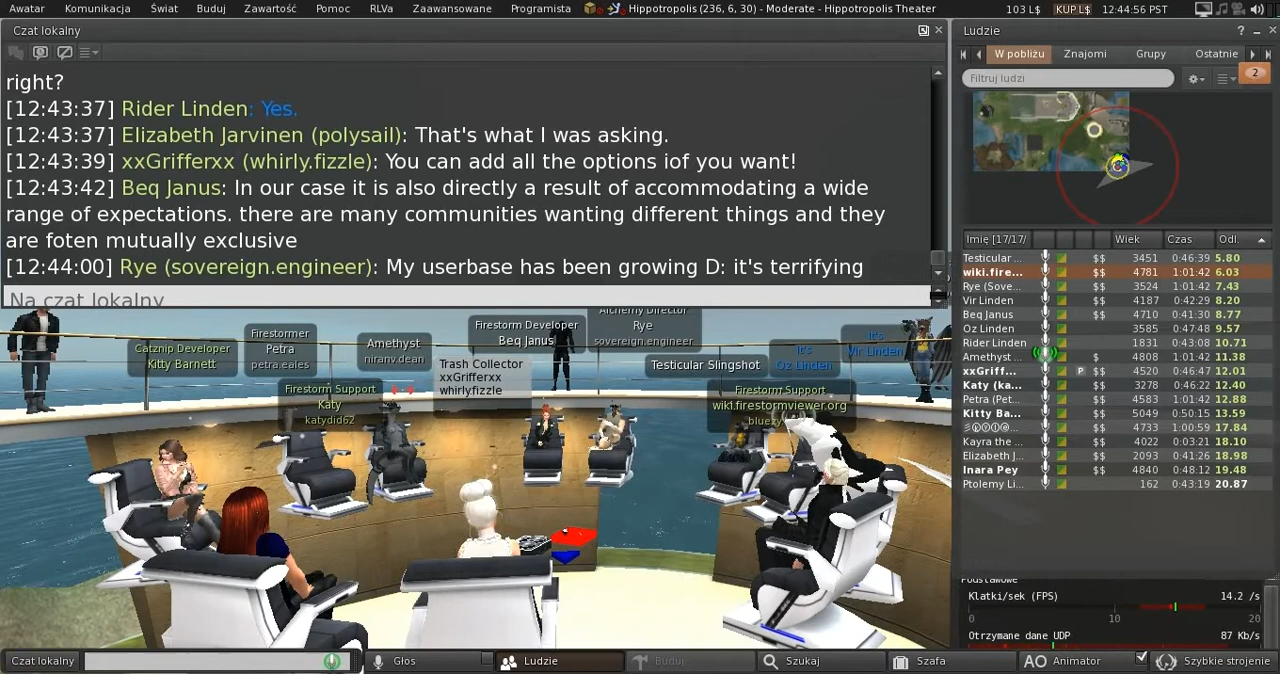 Awatar Komunikacja Świat Buduj Zawartość Pomoc RLVa Zaawansowane Programista Hippotropolis (236, 6, 30) - Moderate - Hippotropolis Theater 103 L$ KUP L$ 12:44:56 PST
Czat lokalny
right?
[12:43:37] Rider Linden: Yes.
[12:43:37] Elizabeth Jarvinen (polysail): That's what I was asking.
[12:43:39] xxGrifferxx (whirly.fizzle): You can add all the options iof you want!
[12:43:42] Beq Janus: In our case it is also directly a result of accommodating a wide
range of expectations. there are many communities wanting different things and they
are foten mutually exclusive
[12:44:00] Rye (sovereign.engineer): My userbase has been growing D: it's terrifying
Na czat lokalny
Catznip Developer
Kitty Barnett
Firestormer
Petra
petra.eales
Amethyst
nirany.dean
Firestorm Developer
Beq Janus
Alchemy Director
Rye
sovereign.engineer
Trash Collector
xxGrifferxx
whirly.fizzle
Firestorm Support
Katy
katydid62
Testicular Slingshot
It's
Oz Linden
It's
Vir Linden
Firestorm Support
wiki.firestormviewer.org
Ludzie
W pobliżu Znajomi Grupy Ostatnie
Filtruj ludzi
2
Imię [17/17/ Wiek Czas Odl.
Testicular ... $$ 3451 0:46:39 5.80
wiki.fire... $$ 4781 1:01:42 6.03
Rye (Sove... $$ 3524 1:01:42 7.43
Vir Linden $$ 4187 0:42:29 8.20
Beq Janus $$ 4710 0:41:30 8.77
Oz Linden 3585 0:47:48 9.57
Rider Linden 1831 0:43:08 10.71
Amethyst ... $ 4808 1:01:42 11.38
xxGriff... P $$ 4520 0:46:47 12.01
Katy (ka... $$ 3278 0:46:22 12.40
Petra (Pet... $$ 4583 0:17:42 12.88
Kitty Ba... $$ 5049 0:50:15 13.59
$$ 4733 1:00:59 17.84
Kayra the ... $$ 4022 0:03:21 18.10
Elizabeth J... $$ 2093 0:41:26 18.98
Inara Pey $$ 4840 0:48:12 19.48
Ptolemy Li... 162 0:43:19 20.87
Podstawowe
Klatki/sek (FPS) 14.2 /s
0 10 20
Otrzymane dane UDP 87 Kb/s
Czat lokalny Głos Ludzie Buduj Szukaj Szafa AO Animator Szybkie strojenie